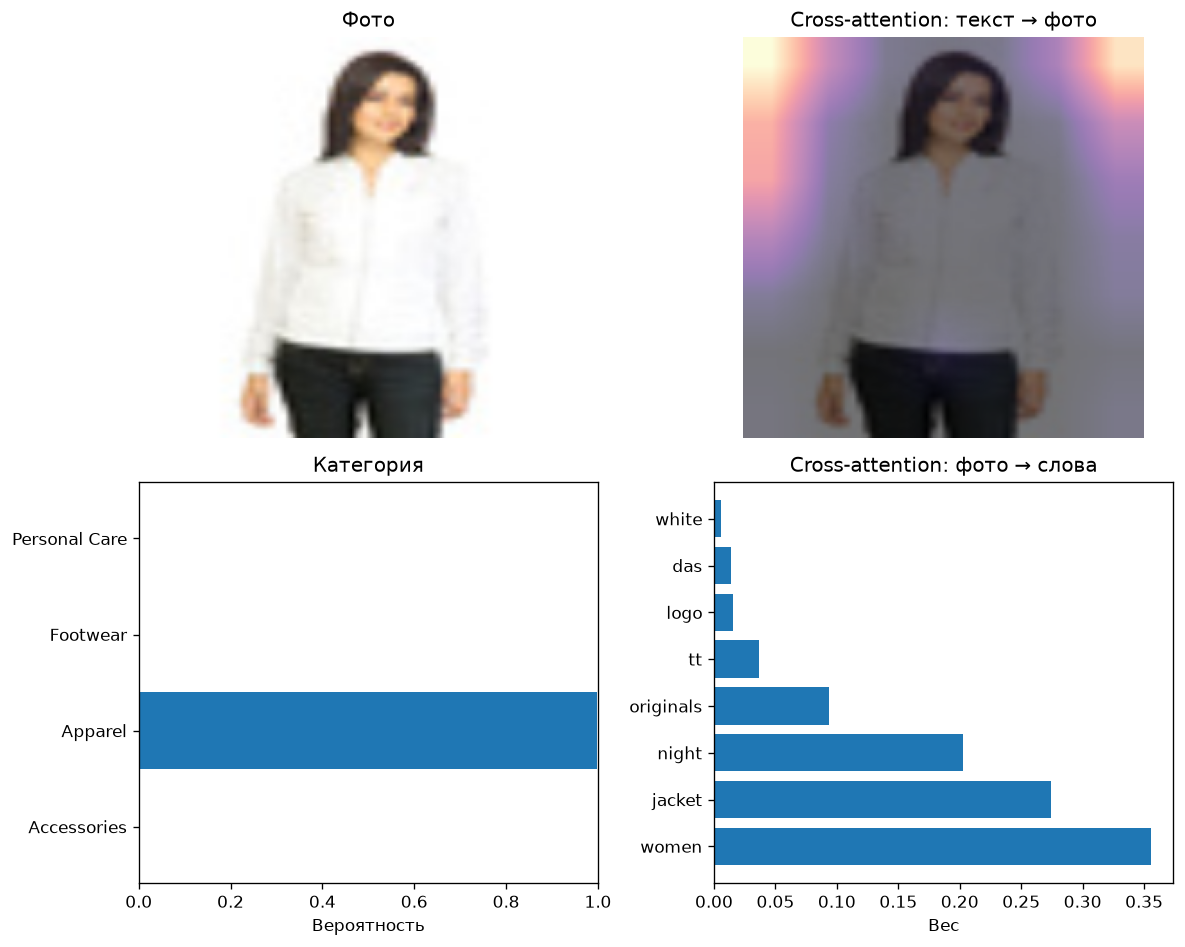 Фото
Cross-attention: текст → фото
Категория
Personal Care
Footwear
Apparel
Accessories
0.0 0.2 0.4 0.6 0.8 1.0
Вероятность
Cross-attention: фото → слова
white
das
logo
tt
originals
night
jacket
women
0.00 0.05 0.10 0.15 0.20 0.25 0.30 0.35
Вес